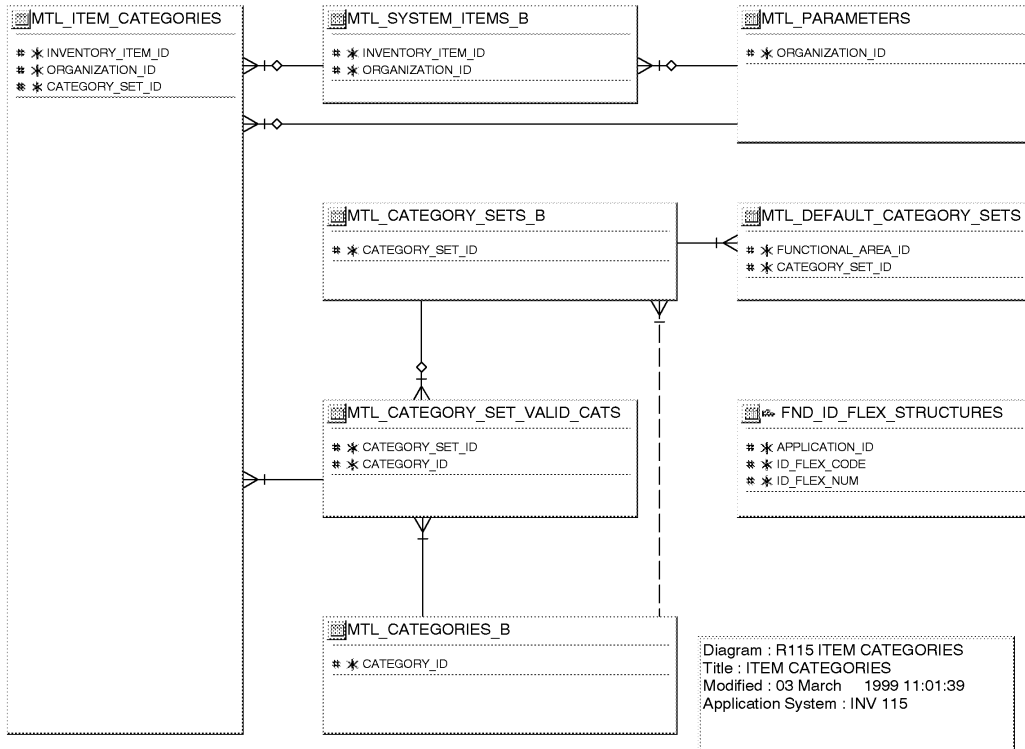 MTL_ITEM_CATEGORIES
# * INVENTORY_ITEM_ID
# * ORGANIZATION_ID
# * CATEGORY_SET_ID
MTL_SYSTEM_ITEMS_B
# * INVENTORY_ITEM_ID
# * ORGANIZATION_ID
MTL_PARAMETERS
# * ORGANIZATION_ID
MTL_CATEGORY_SETS_B
# * CATEGORY_SET_ID
MTL_DEFAULT_CATEGORY_SETS
# * FUNCTIONAL_AREA_ID
# * CATEGORY_SET_ID
MTL_CATEGORY_SET_VALID_CATS
# * CATEGORY_SET_ID
# * CATEGORY_ID
FND_ID_FLEX_STRUCTURES
# * APPLICATION_ID
# * ID_FLEX_CODE
# * ID_FLEX_NUM
MTL_CATEGORIES_B
# * CATEGORY_ID
Diagram : R115 ITEM CATEGORIES
Title : ITEM CATEGORIES
Modified : 03 March 1999 11:01:39
Application System : INV 115